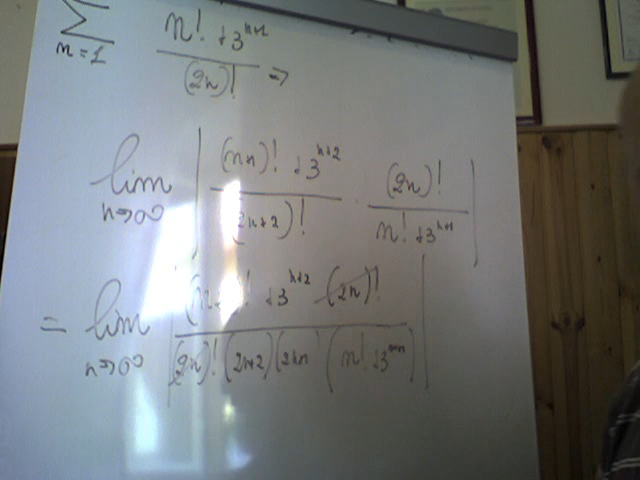 ∑ n=1 (n! + 3^(n+1)) / (2n)! ⇒
lim n→∞ | ((n+1)! + 3^(n+2)) / (2n+2)! · (2n)! / (n! + 3^(n+1)) |
= lim n→∞ | ((n+1)! + 3^(n+2) (2n)!) / ((2n)! (2n+2)(2n+1) (n! + 3^(n+1))) |